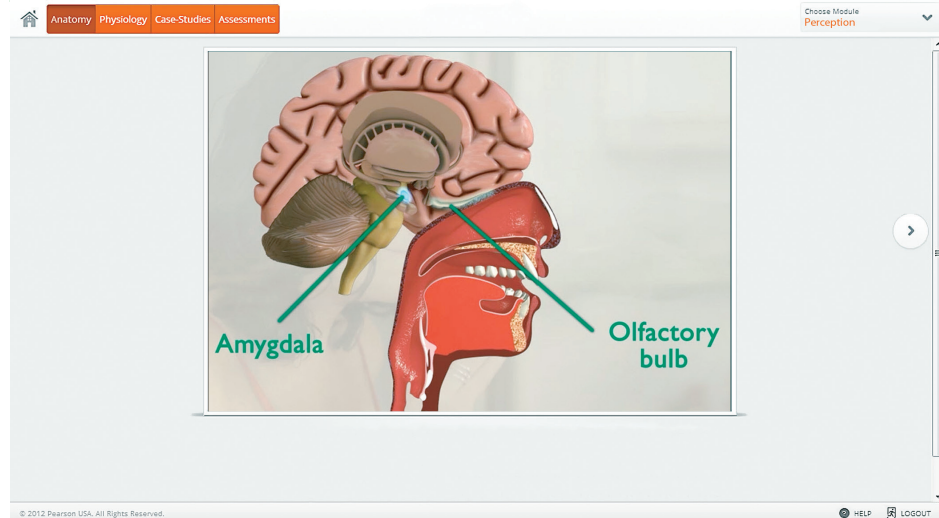 Anatomy Physiology Case-Studies Assessments
Choose Module
Perception
Amygdala
Olfactory
bulb
© 2012 Pearson USA. All Rights Reserved.
HELP LOGOUT